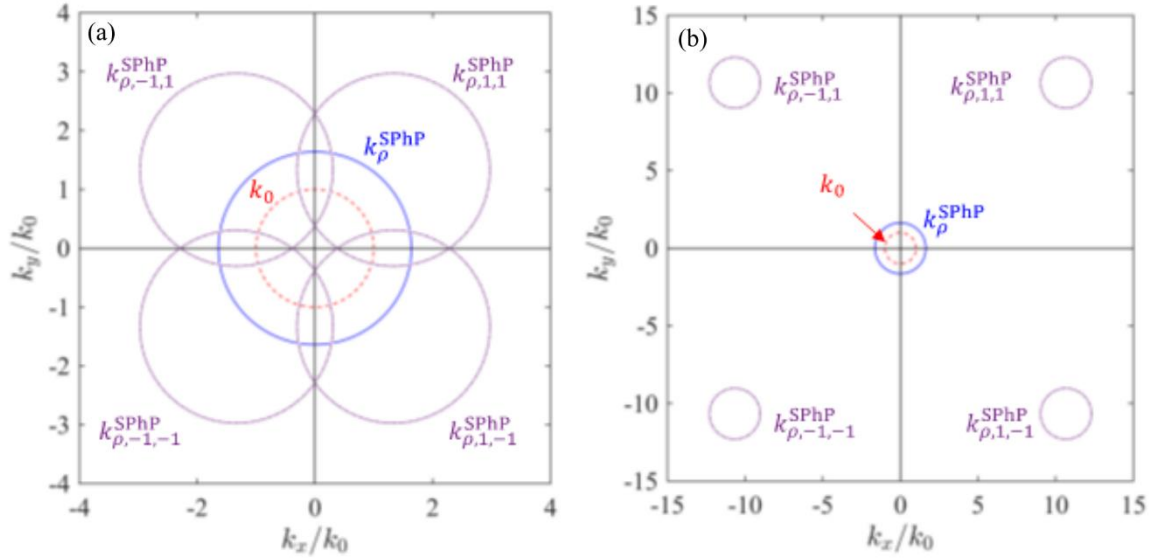 (a)
4
3
2
1
0
-1
-2
-3
-4
k_y/k_0
k^SPhP_ρ,-1,1
k^SPhP_ρ,1,1
k^SPhP_ρ
k_0
k^SPhP_ρ,-1,-1
k^SPhP_ρ,1,-1
-4 -2 0 2 4
k_x/k_0
(b)
15
10
5
0
-5
-10
-15
k_y/k_0
k^SPhP_ρ,-1,1
k^SPhP_ρ,1,1
k_0
k^SPhP_ρ
k^SPhP_ρ,-1,-1
k^SPhP_ρ,1,-1
-15 -10 -5 0 5 10 15
k_x/k_0